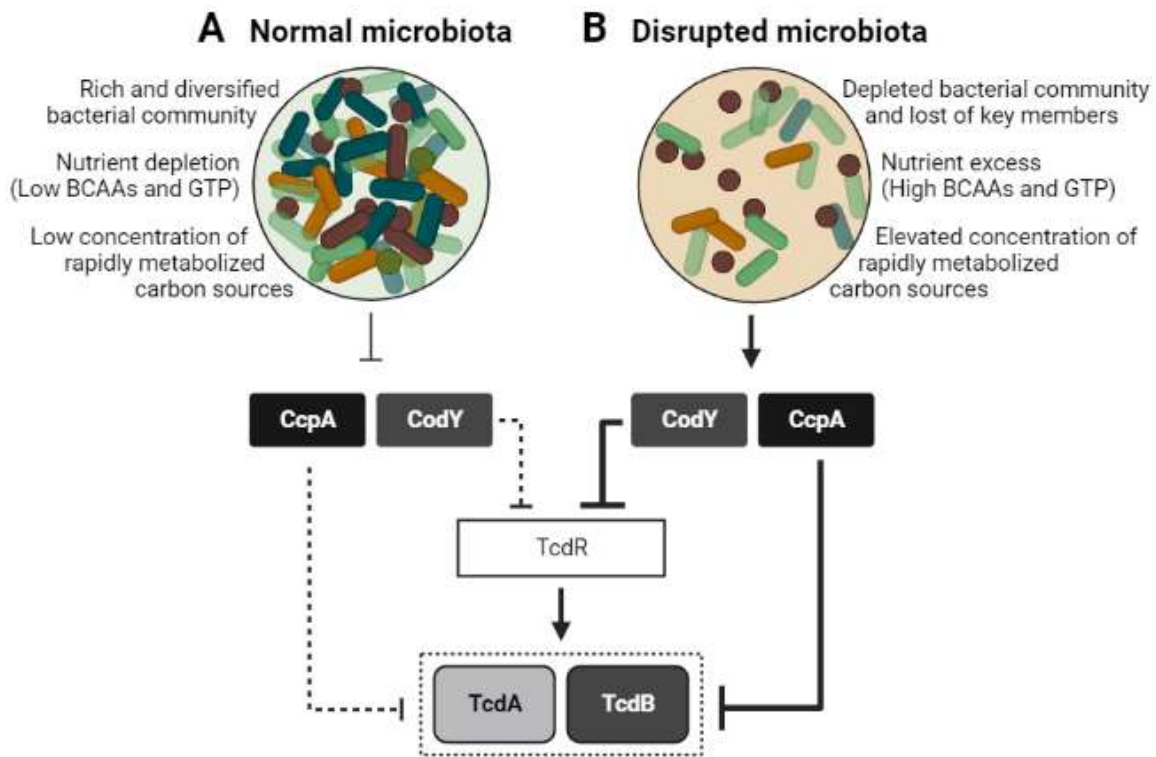 A Normal microbiota
Rich and diversified
bacterial community
Nutrient depletion
(Low BCAAs and GTP)
Low concentration of
rapidly metabolized
carbon sources
B Disrupted microbiota
Depleted bacterial community
and lost of key members
Nutrient excess
(High BCAAs and GTP)
Elevated concentration of
rapidly metabolized
carbon sources
CcpA
CodY
CodY
CcpA
TcdR
TcdA
TcdB